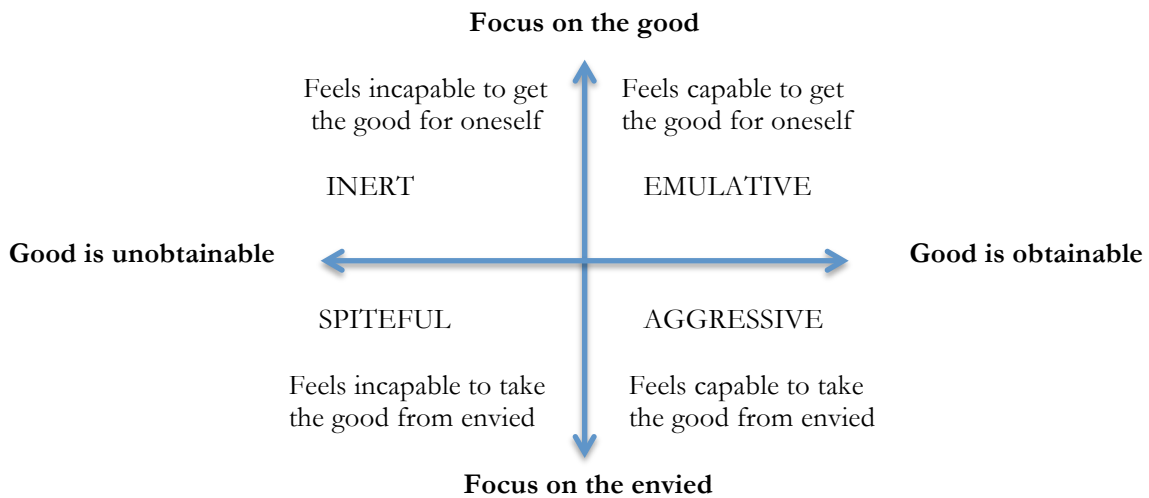 Focus on the good
Feels incapable to get
the good for oneself
Feels capable to get
the good for oneself
INERT
EMULATIVE
Good is unobtainable
Good is obtainable
SPITEFUL
AGGRESSIVE
Feels incapable to take
the good from envied
Feels capable to take
the good from envied
Focus on the envied